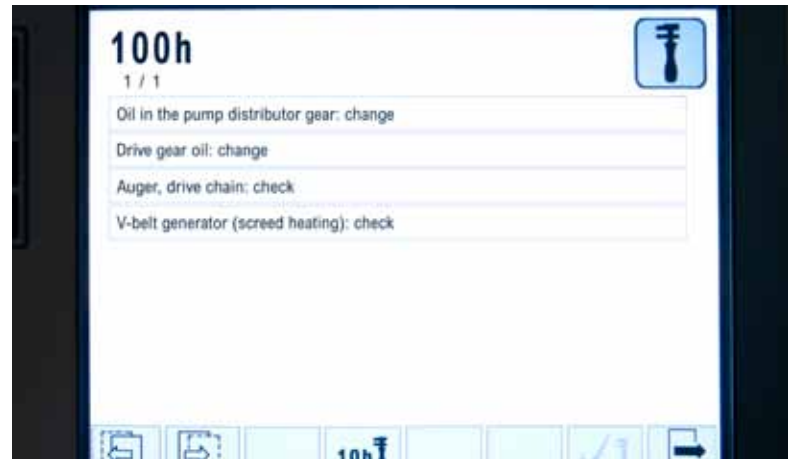 100h
1 / 1
Oil in the pump distributor gear: change
Drive gear oil: change
Auger, drive chain: check
V-belt generator (screed heating): check
10h